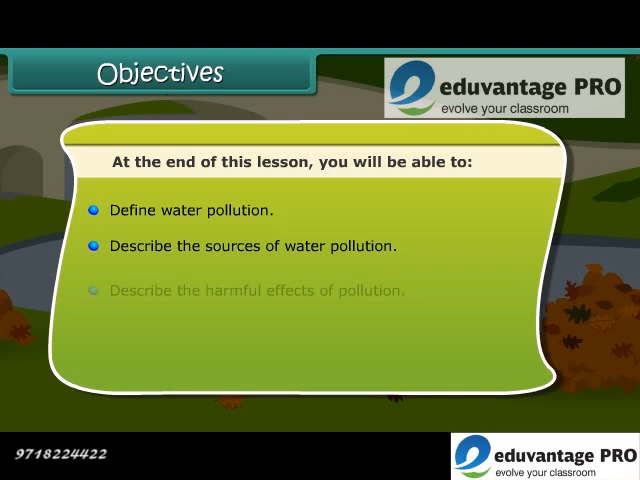 Objectives
eduvantage PRO
evolve your classroom
At the end of this lesson, you will be able to:
Define water pollution.
Describe the sources of water pollution.
Describe the harmful effects of pollution.
9718224422
eduvantage PRO
evolve your classroom